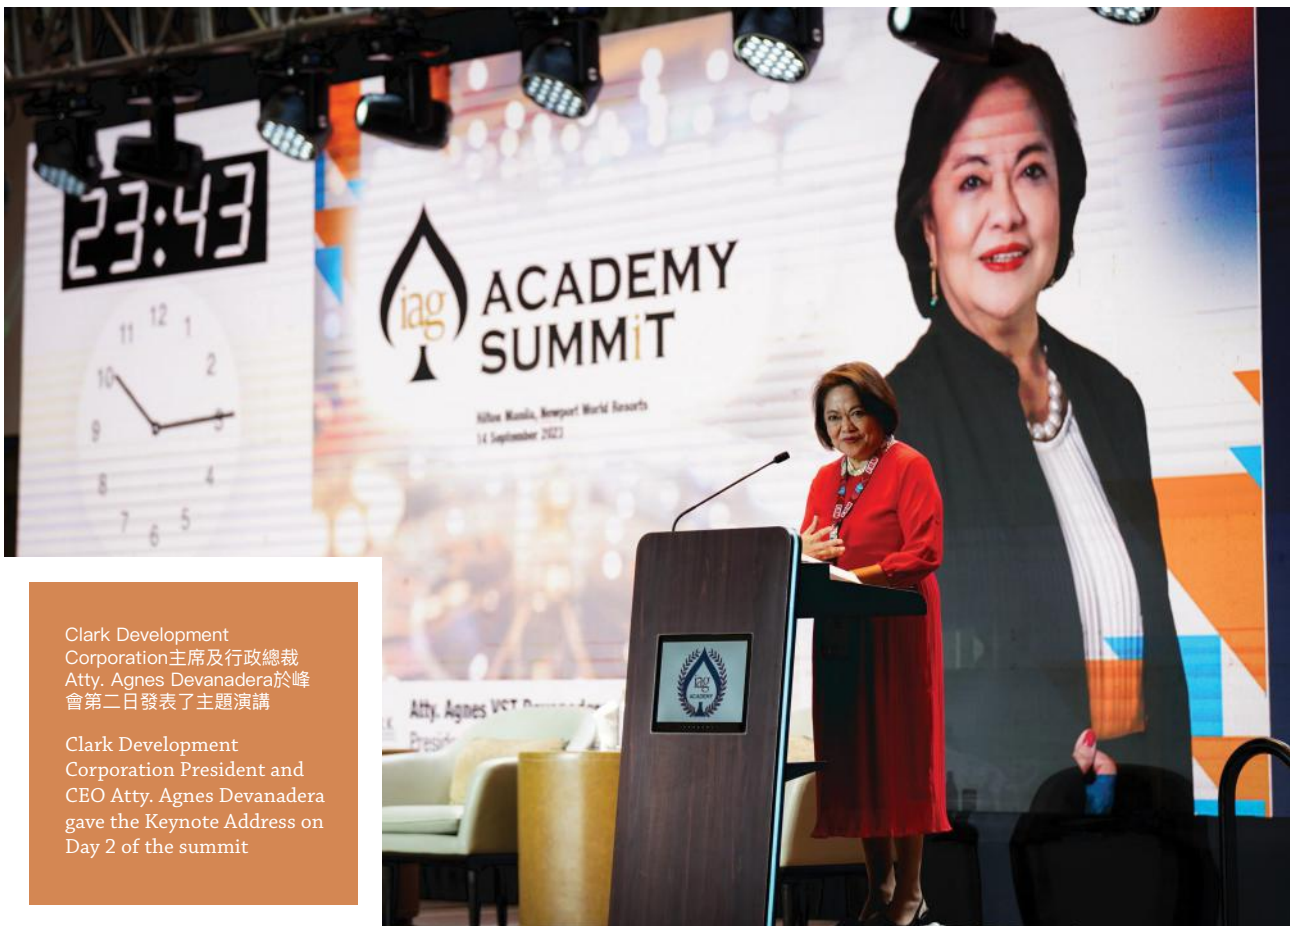 23:43
12
11
1
10
2
9
3
8
4
7
5
6
iag
ACADEMY
SUMMiT
Hilton Manila, Newport World Resorts
14 September 2023
Atty. Agnes VST Devanadera
iag
ACADEMY
Clark Development
Corporation主席及行政總裁
Atty. Agnes Devanadera於峰
會第二日發表了主題演講
Clark Development
Corporation President and
CEO Atty. Agnes Devanadera
gave the Keynote Address on
Day 2 of the summit